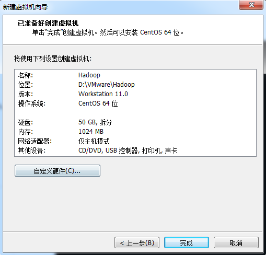 新建虚拟机向导
已准备好创建虚拟机
单击“完成”创建虚拟机。然后可以安装 CentOS 64 位。
将使用下列设置创建虚拟机:
名称: Hadoop
位置: D:\VMware\Hadoop
版本: Workstation 11.0
操作系统: CentOS 64 位
硬盘: 50 GB, 拆分
内存: 1024 MB
网络适配器: 仅主机模式
其他设备: CD/DVD, USB 控制器, 打印机, 声卡
自定义硬件(C)...
< 上一步(B)
完成
取消